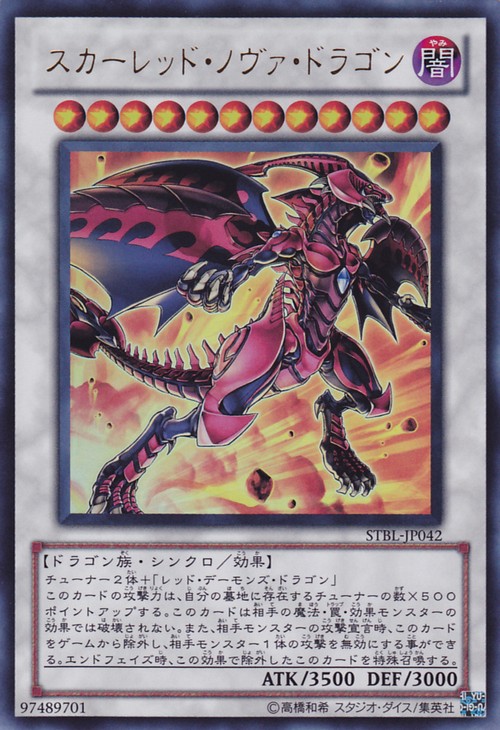 スカーレッド・ノヴァ・ドラゴン
闇
STBL-JP042
【ドラゴン族・シンクロ／効果】
チューナー２体＋「レッド・デーモンズ・ドラゴン」
このカードの攻撃力は、自分の墓地に存在するチューナーの数×５００
ポイントアップする。このカードは相手の魔法・罠・効果モンスターの
効果では破壊されない。また、相手モンスターの攻撃宣言時、このカード
をゲームから除外し、相手モンスター１体の攻撃を無効にする事ができ
る。エンドフェイズ時、この効果で除外したこのカードを特殊召喚する。
ATK/3500 DEF/3000
97489701
©高橋和希 スタジオ・ダイス/集英社